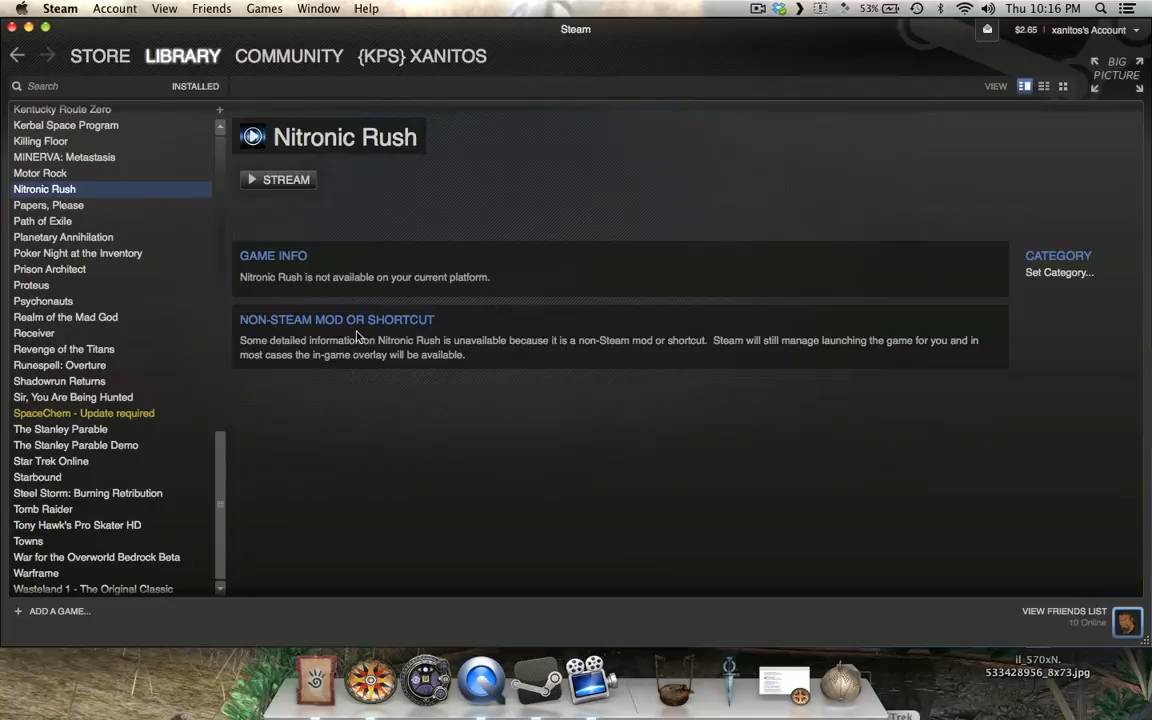 Steam Account View Friends Games Window Help 53% Thu 10:16 PM
Steam
$2.65 xanitos's Account
STORE LIBRARY COMMUNITY {KPS} XANITOS
BIG PICTURE
Search INSTALLED VIEW
Kentucky Route Zero
Kerbal Space Program
Killing Floor
MINERVA: Metastasis
Motor Rock
Nitronic Rush
Papers, Please
Path of Exile
Planetary Annihilation
Poker Night at the Inventory
Prison Architect
Proteus
Psychonauts
Realm of the Mad God
Receiver
Revenge of the Titans
Runespell: Overture
Shadowrun Returns
Sir, You Are Being Hunted
SpaceChem - Update required
The Stanley Parable
The Stanley Parable Demo
Star Trek Online
Starbound
Steel Storm: Burning Retribution
Tomb Raider
Tony Hawk's Pro Skater HD
Towns
War for the Overworld Bedrock Beta
Warframe
Wasteland 1 - The Original Classic
+ ADD A GAME...
Nitronic Rush
STREAM
GAME INFO
Nitronic Rush is not available on your current platform.
NON-STEAM MOD OR SHORTCUT
Some detailed information on Nitronic Rush is unavailable because it is a non-Steam mod or shortcut. Steam will still manage launching the game for you and in
most cases the in-game overlay will be available.
CATEGORY
Set Category...
VIEW FRIENDS LIST
10 Online
il_570xN.
533428956_8x73.jpg
Trek